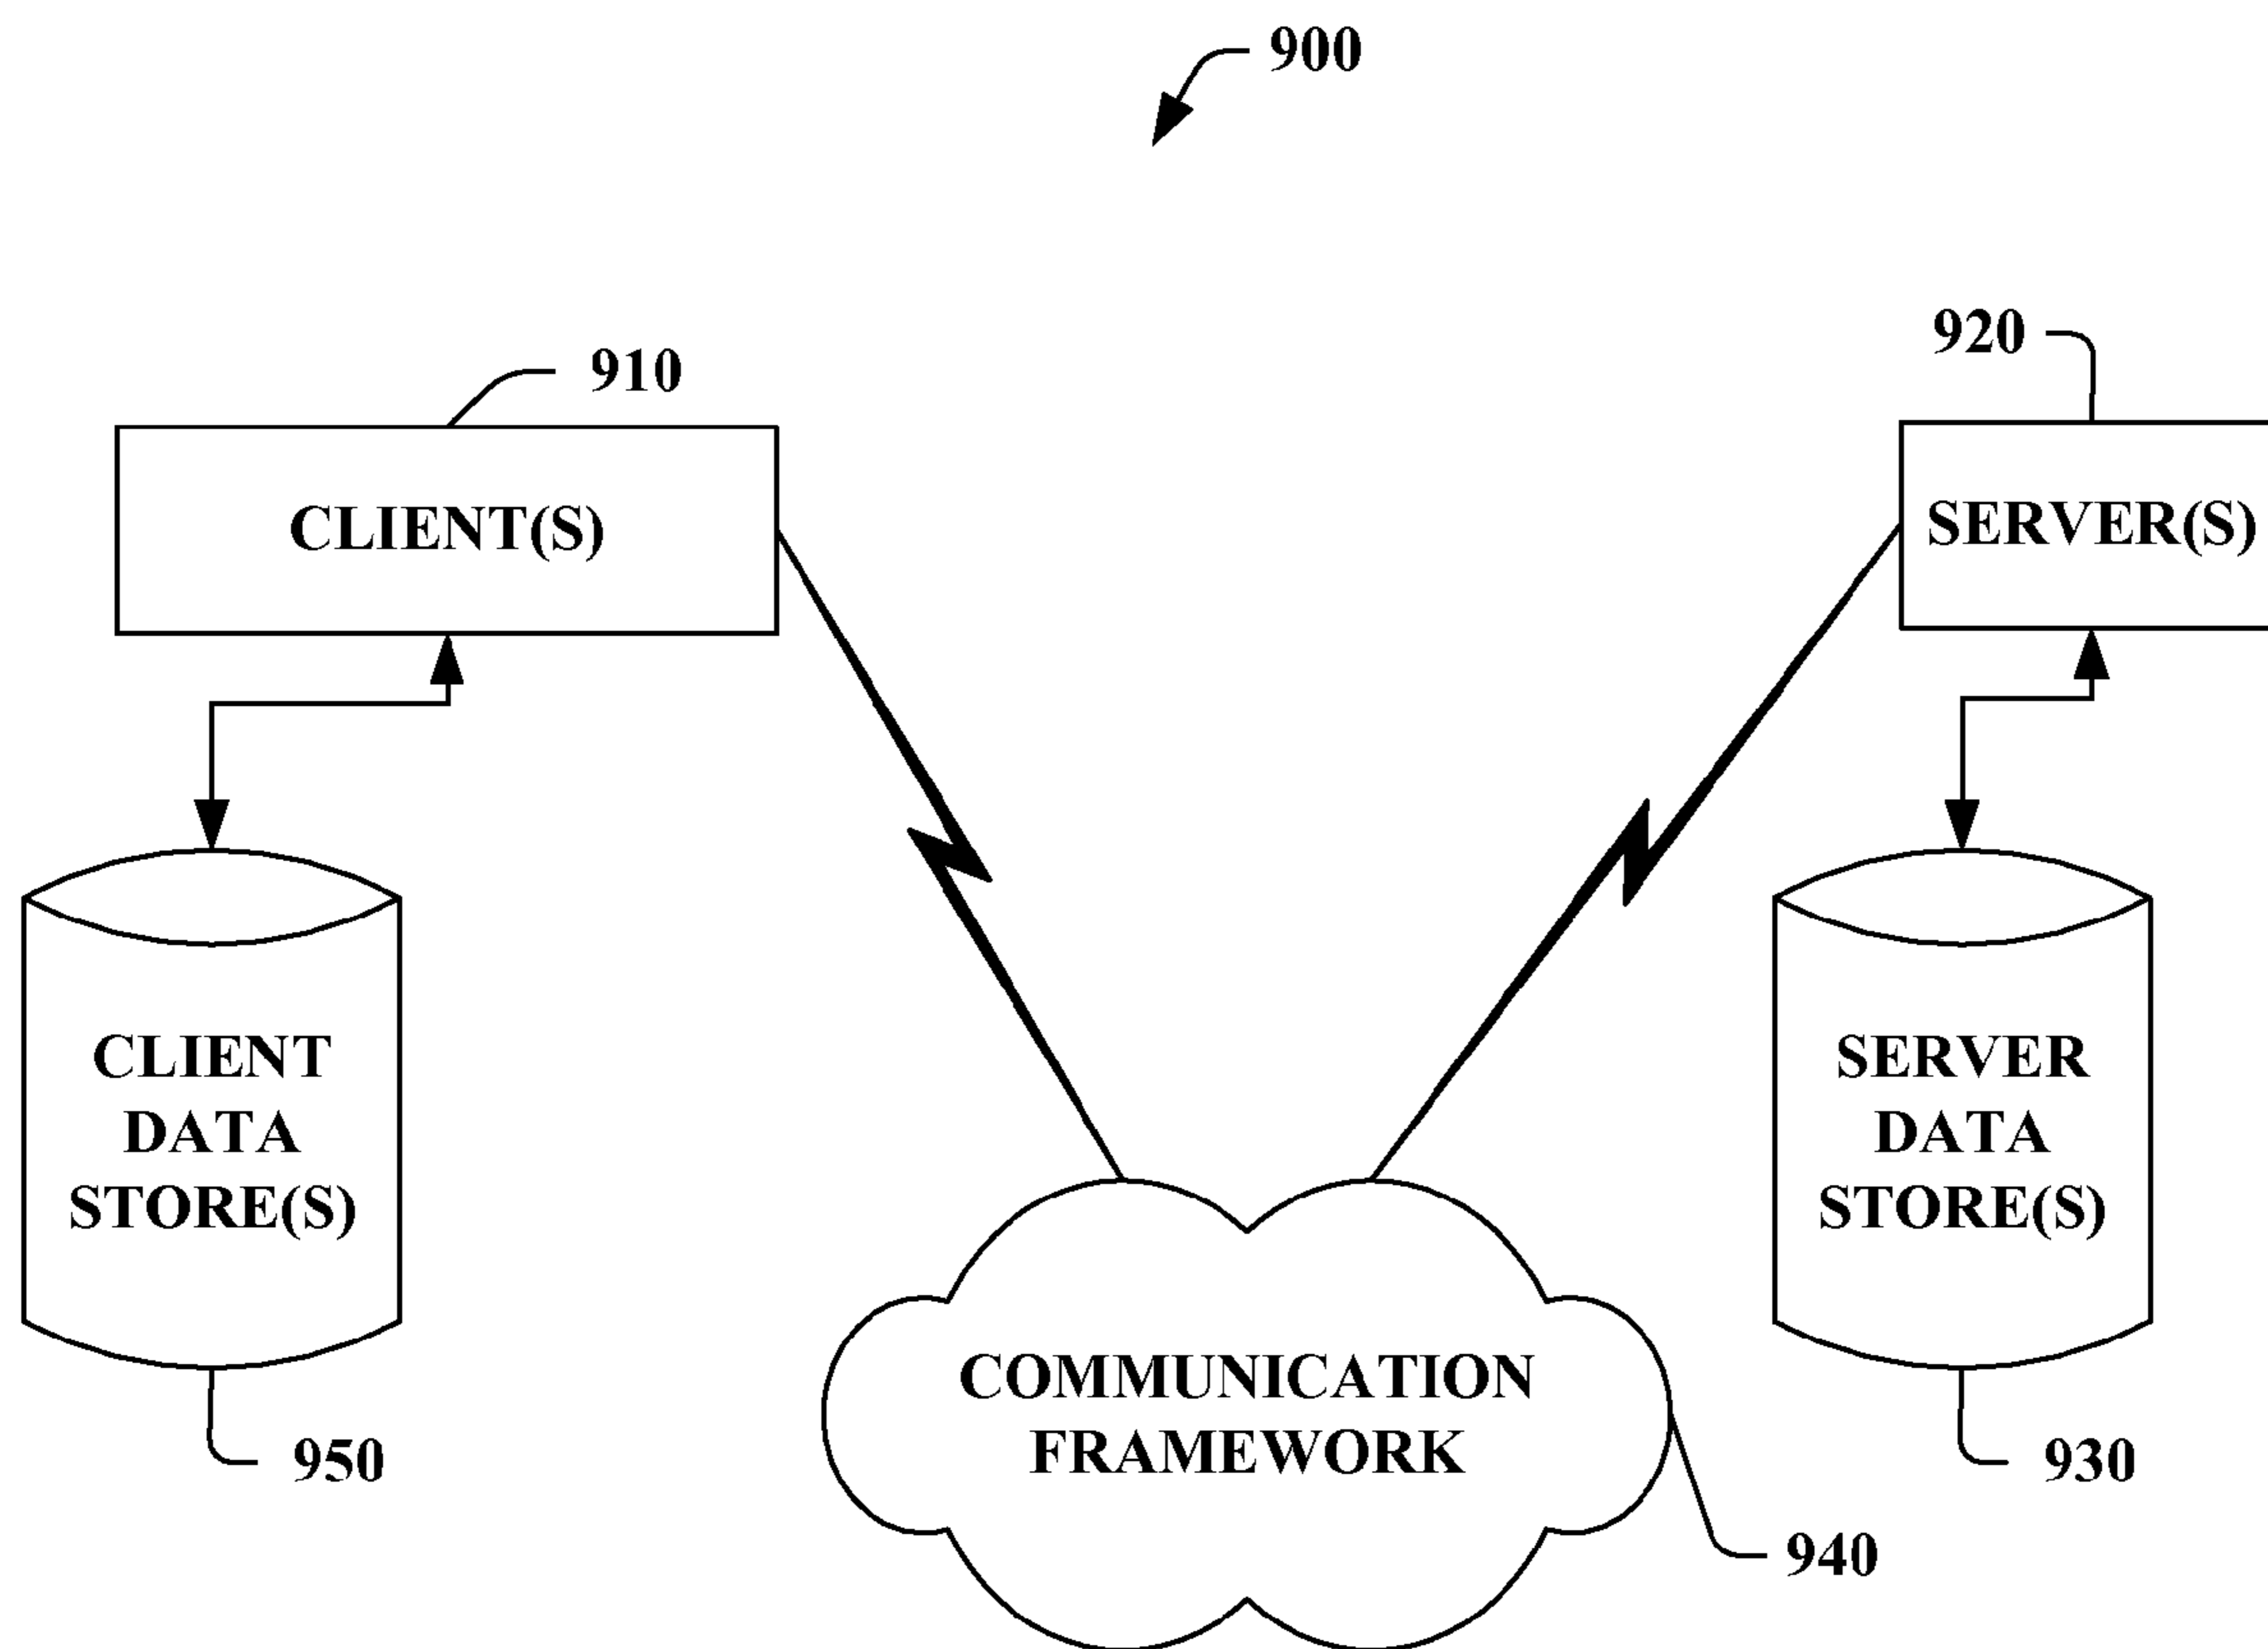 900
910
920
CLIENT(S)
SERVER(S)
CLIENT
DATA
STORE(S)
SERVER
DATA
STORE(S)
COMMUNICATION
FRAMEWORK
950
930
940